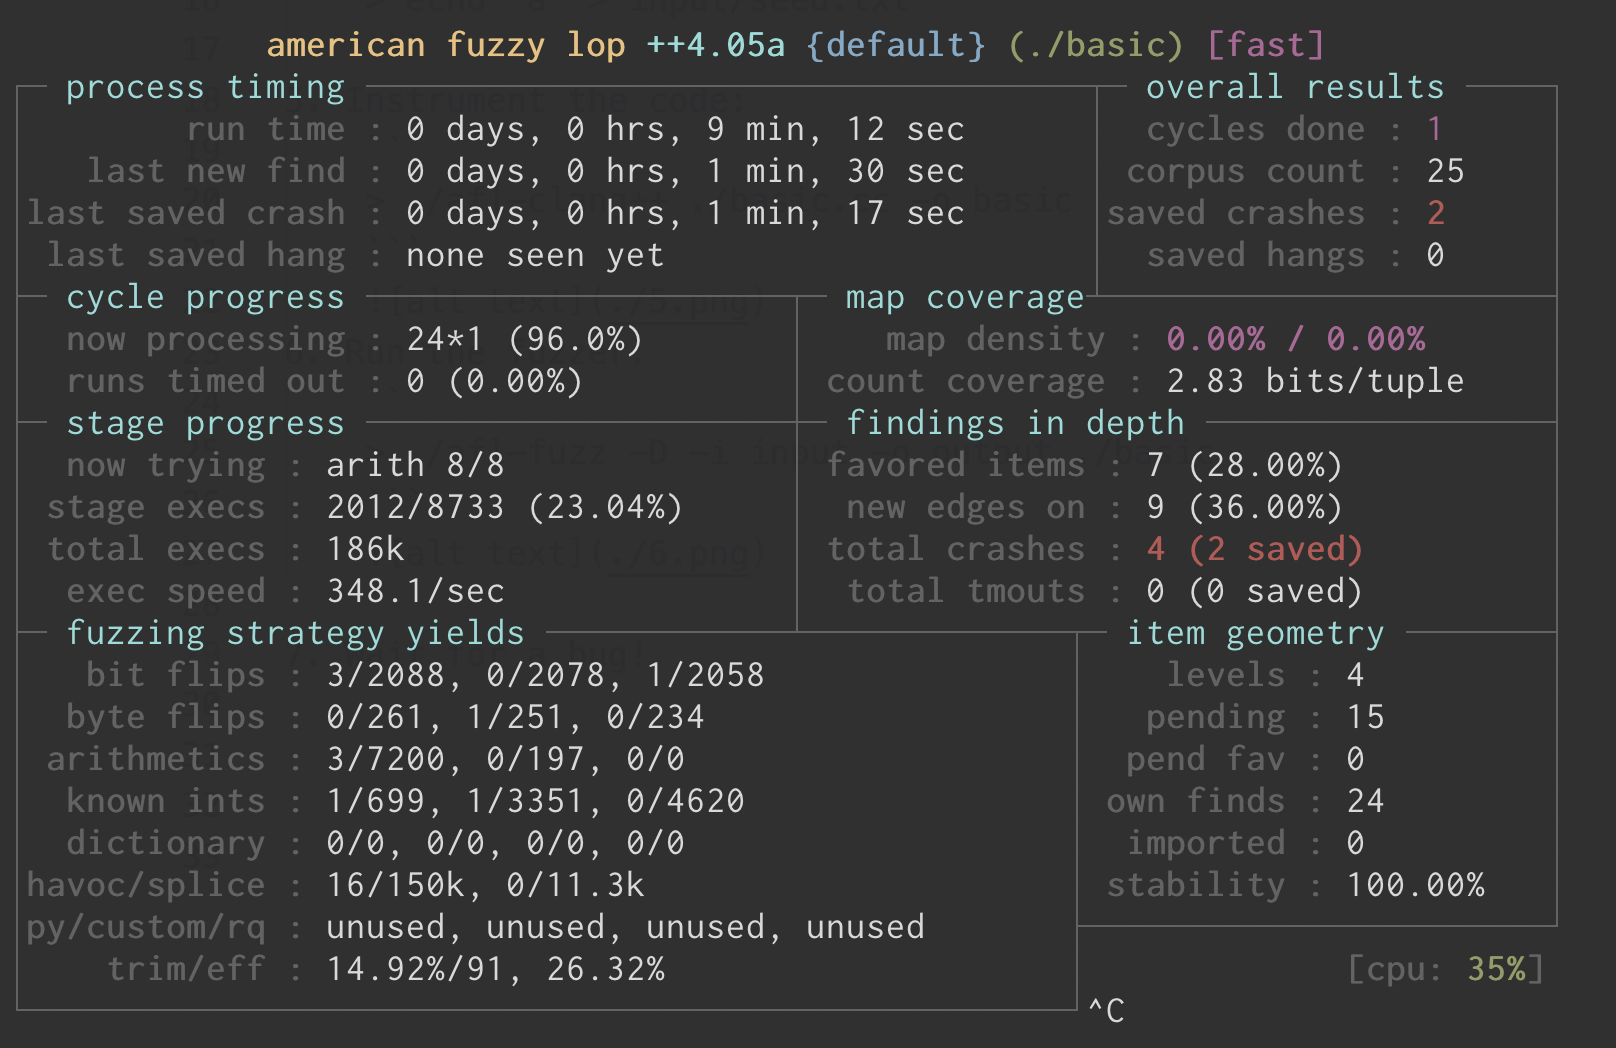 american fuzzy lop ++4.05a {default} (./basic) [fast]
process timing
run time : 0 days, 0 hrs, 9 min, 12 sec
last new find : 0 days, 0 hrs, 1 min, 30 sec
last saved crash : 0 days, 0 hrs, 1 min, 17 sec
last saved hang : none seen yet
overall results
cycles done : 1
corpus count : 25
saved crashes : 2
saved hangs : 0
cycle progress
now processing : 24*1 (96.0%)
runs timed out : 0 (0.00%)
map coverage
map density : 0.00% / 0.00%
count coverage : 2.83 bits/tuple
stage progress
now trying : arith 8/8
stage execs : 2012/8733 (23.04%)
total execs : 186k
exec speed : 348.1/sec
findings in depth
favored items : 7 (28.00%)
new edges on : 9 (36.00%)
total crashes : 4 (2 saved)
total tmouts : 0 (0 saved)
fuzzing strategy yields
bit flips : 3/2088, 0/2078, 1/2058
byte flips : 0/261, 1/251, 0/234
arithmetics : 3/7200, 0/197, 0/0
known ints : 1/699, 1/3351, 0/4620
dictionary : 0/0, 0/0, 0/0, 0/0
havoc/splice : 16/150k, 0/11.3k
py/custom/rq : unused, unused, unused, unused
trim/eff : 14.92%/91, 26.32%
item geometry
levels : 4
pending : 15
pend fav : 0
own finds : 24
imported : 0
stability : 100.00%
[cpu: 35%]
^C